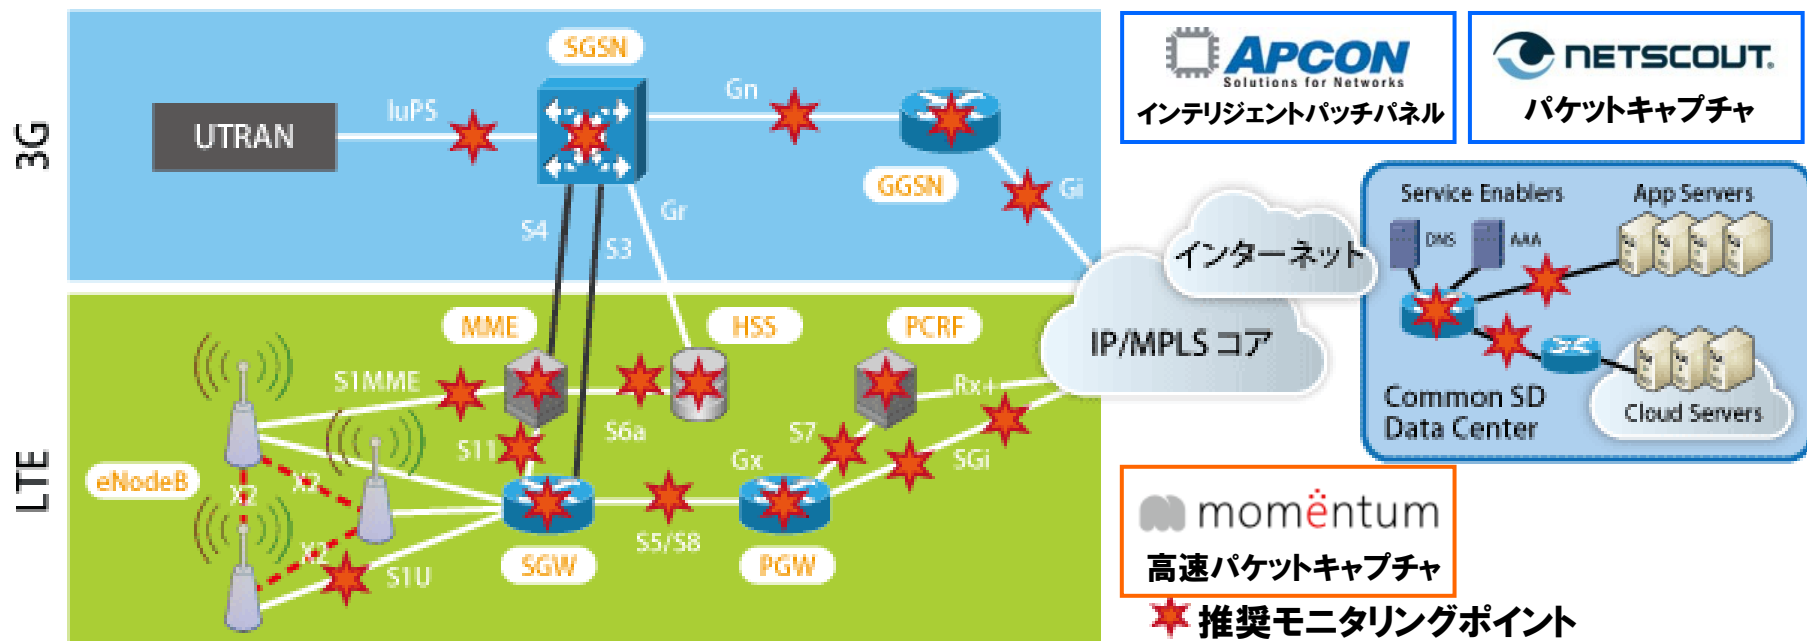 3G
SGSN
UTRAN
IuPS
Gn
GGSN
Gi
S4
S3
Gr
LTE
MME
HSS
PCRF
S1MME
S6a
S11
S7
Rx+
Gx
SGi
eNodeB
X2
X2
X2
S1U
SGW
S5/S8
PGW
IP/MPLS コア
インターネット
APCON
Solutions for Networks
インテリジェントパッチパネル
NETSCOUT.
パケットキャプチャ
Service Enablers
App Servers
DNS
AAA
Common SD
Data Center
Cloud Servers
momëntum
高速パケットキャプチャ
推奨モニタリングポイント